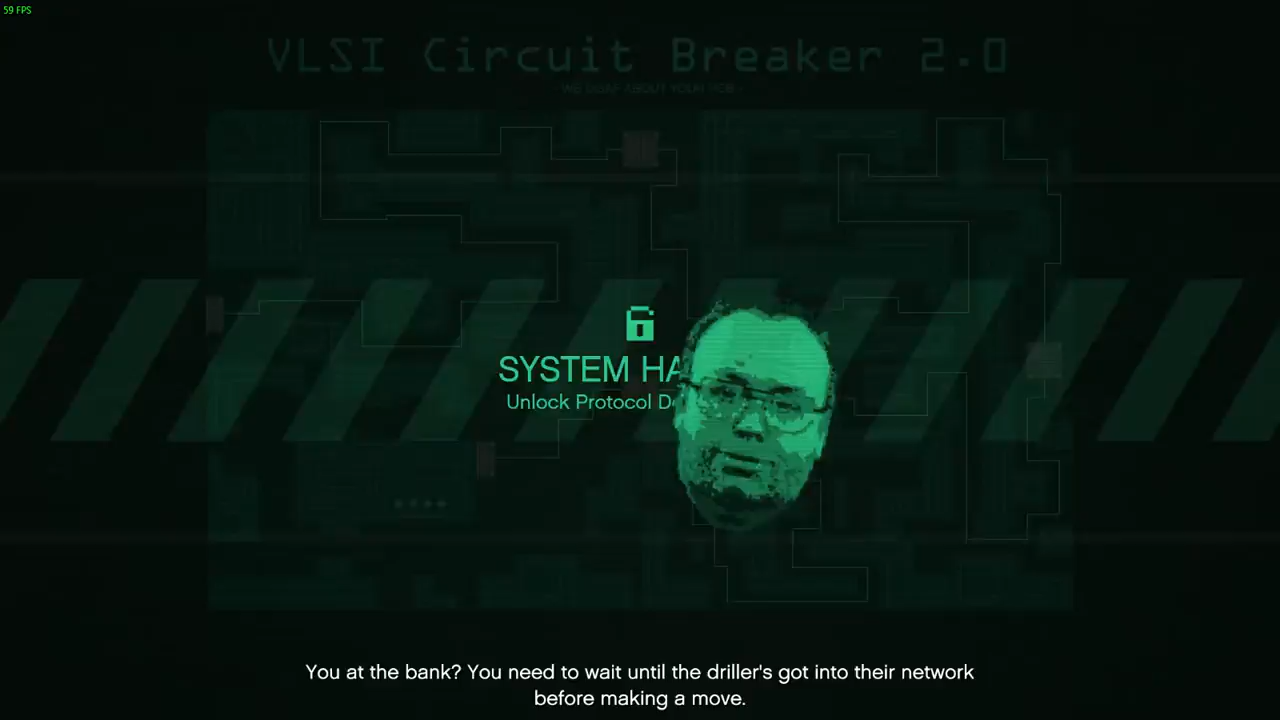 59 FPS
VLSI Circuit Breaker 2.0
SYSTEM HA
Unlock Protocol D
You at the bank? You need to wait until the driller's got into their network
before making a move.